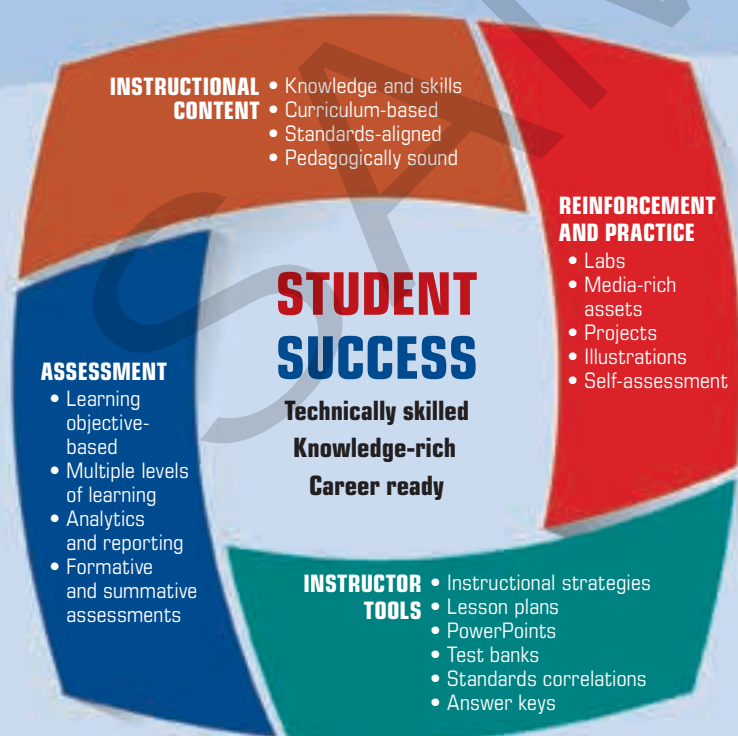 INSTRUCTIONAL CONTENT
• Knowledge and skills
• Curriculum-based
• Standards-aligned
• Pedagogically sound
REINFORCEMENT
AND PRACTICE
• Labs
• Media-rich
assets
• Projects
• Illustrations
• Self-assessment
STUDENT
SUCCESS
Technically skilled
Knowledge-rich
Career ready
ASSESSMENT
• Learning
objective-
based
• Multiple levels
of learning
• Analytics
and reporting
• Formative
and summative
assessments
INSTRUCTOR
TOOLS
• Instructional strategies
• Lesson plans
• PowerPoints
• Test banks
• Standards correlations
• Answer keys